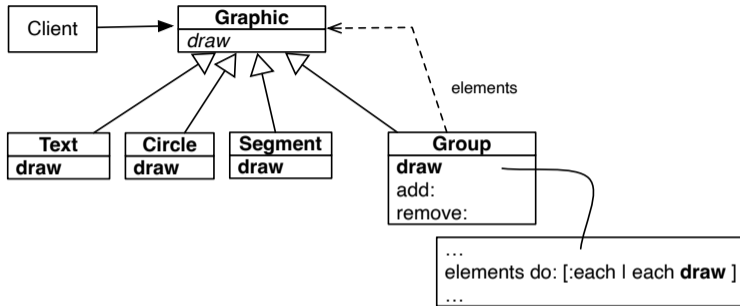 Client
Graphic
draw
elements
Text
draw
Circle
draw
Segment
draw
Group
draw
add:
remove:
...
elements do: [:each | each draw ]
...